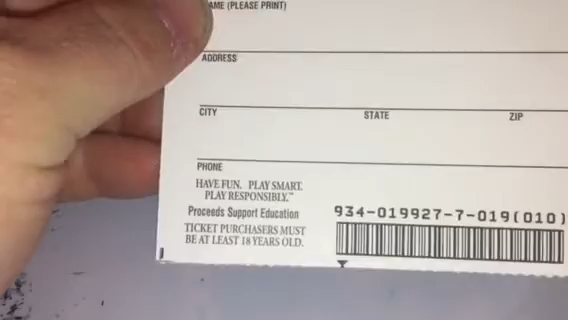 AME (PLEASE PRINT)
ADDRESS
CITY STATE ZIP
PHONE
HAVE FUN. PLAY SMART.
PLAY RESPONSIBLY.™
Proceeds Support Education
TICKET PURCHASERS MUST
BE AT LEAST 18 YEARS OLD.
934-019927-7-019(010)